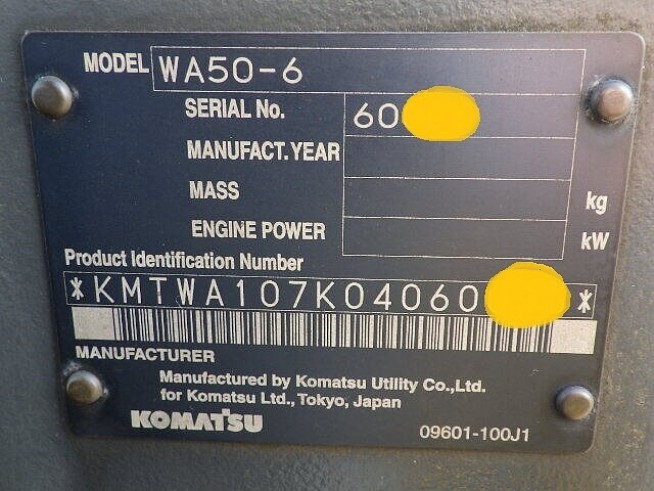 MODEL WA50-6
SERIAL No. 60
MANUFACT. YEAR
MASS kg
ENGINE POWER kW
Product Identification Number
*KMTWA107K04060 *
MANUFACTURER
Manufactured by Komatsu Utility Co.,Ltd.
for Komatsu Ltd., Tokyo, Japan
KOMATSU
09601-100J1